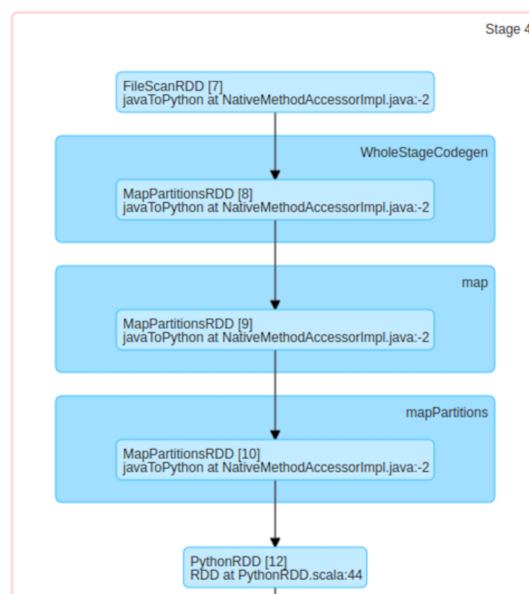 Stage 4
FileScanRDD [7]
javaToPython at NativeMethodAccessorImpl.java:-2
WholeStageCodegen
MapPartitionsRDD [8]
javaToPython at NativeMethodAccessorImpl.java:-2
map
MapPartitionsRDD [9]
javaToPython at NativeMethodAccessorImpl.java:-2
mapPartitions
MapPartitionsRDD [10]
javaToPython at NativeMethodAccessorImpl.java:-2
PythonRDD [12]
RDD at PythonRDD.scala:44